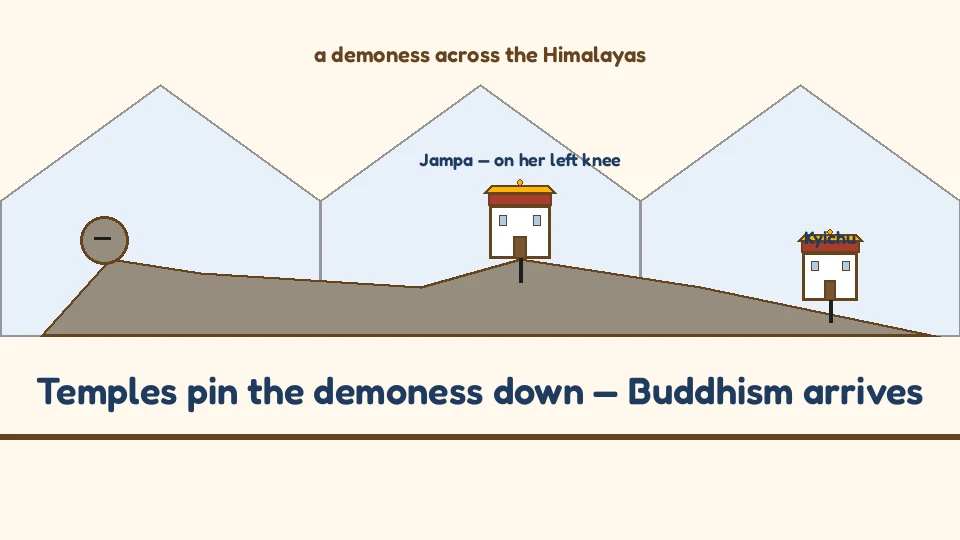 a demoness across the Himalayas
Jampa — on her left knee
Kyichu
Temples pin the demoness down — Buddhism arrives